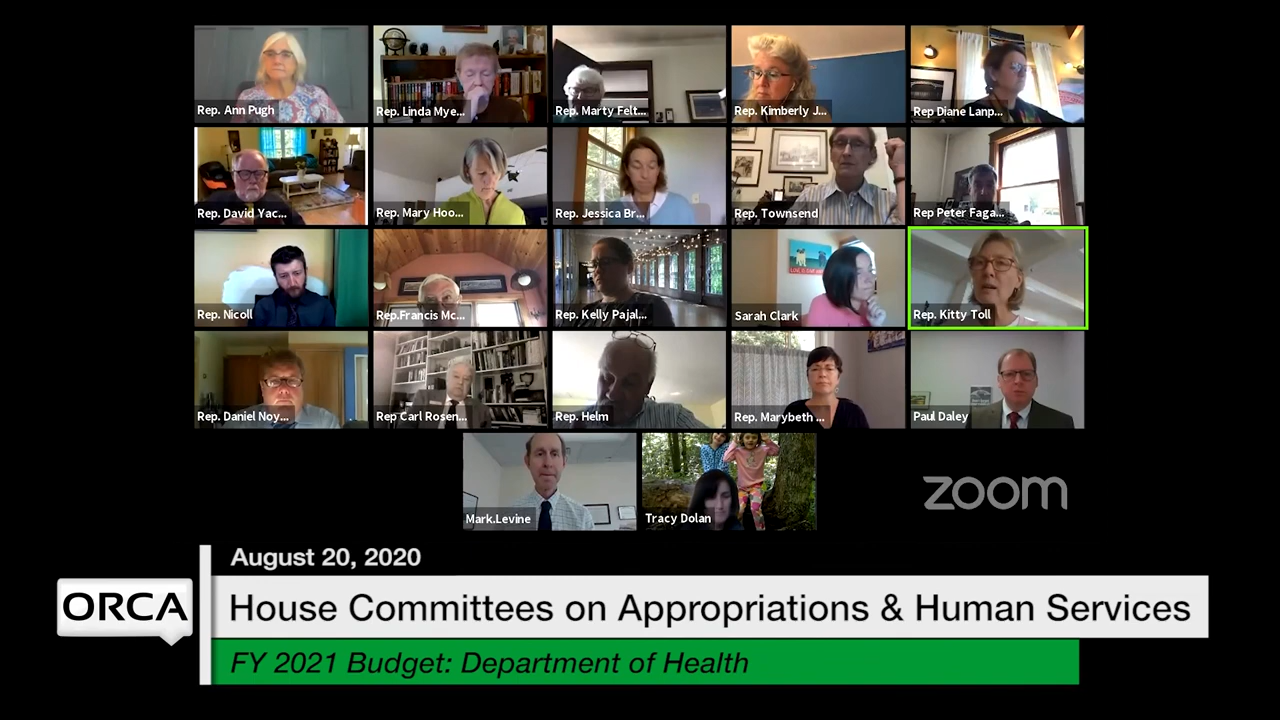 Rep. Ann Pugh
Rep. Linda Mye...
Rep. Marty Felt...
Rep. Kimberly J...
Rep Diane Lanp...
Rep. David Yac...
Rep. Mary Hoo...
Rep. Jessica Br...
Rep. Townsend
Rep Peter Faga...
Rep. Nicoll
Rep.Francis Mc...
Rep. Kelly Pajal...
Sarah Clark
Rep. Kitty Toll
Rep. Daniel Noy...
Rep Carl Rosen...
Rep. Helm
Rep. Marybeth ...
Paul Daley
Mark.Levine
Tracy Dolan
zoom
August 20, 2020
ORCA
House Committees on Appropriations & Human Services
FY 2021 Budget: Department of Health